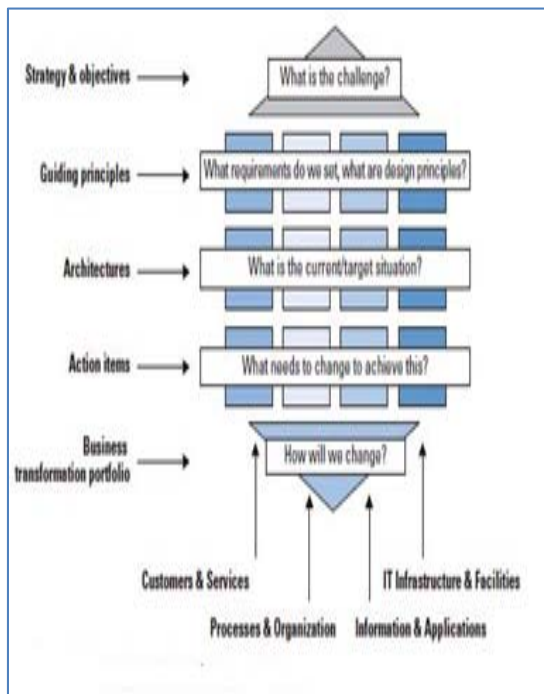 Strategy & objectives
What is the challenge?
Guiding principles
What requirements do we set, what are design principles?
Architectures
What is the current/target situation?
Action items
What needs to change to achieve this?
Business
transformation portfolio
How will we change?
Customers & Services
IT Infrastructure & Facilities
Processes & Organization
Information & Applications